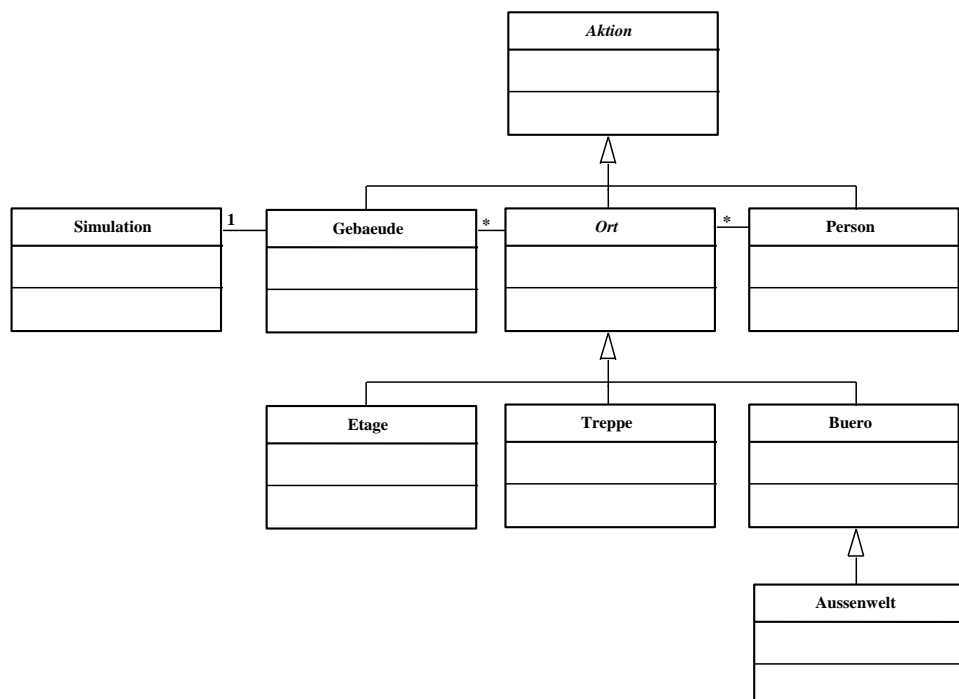 Aktion
Simulation
1
Gebaeude
*
Ort
*
Person
Etage
Treppe
Buero
Aussenwelt